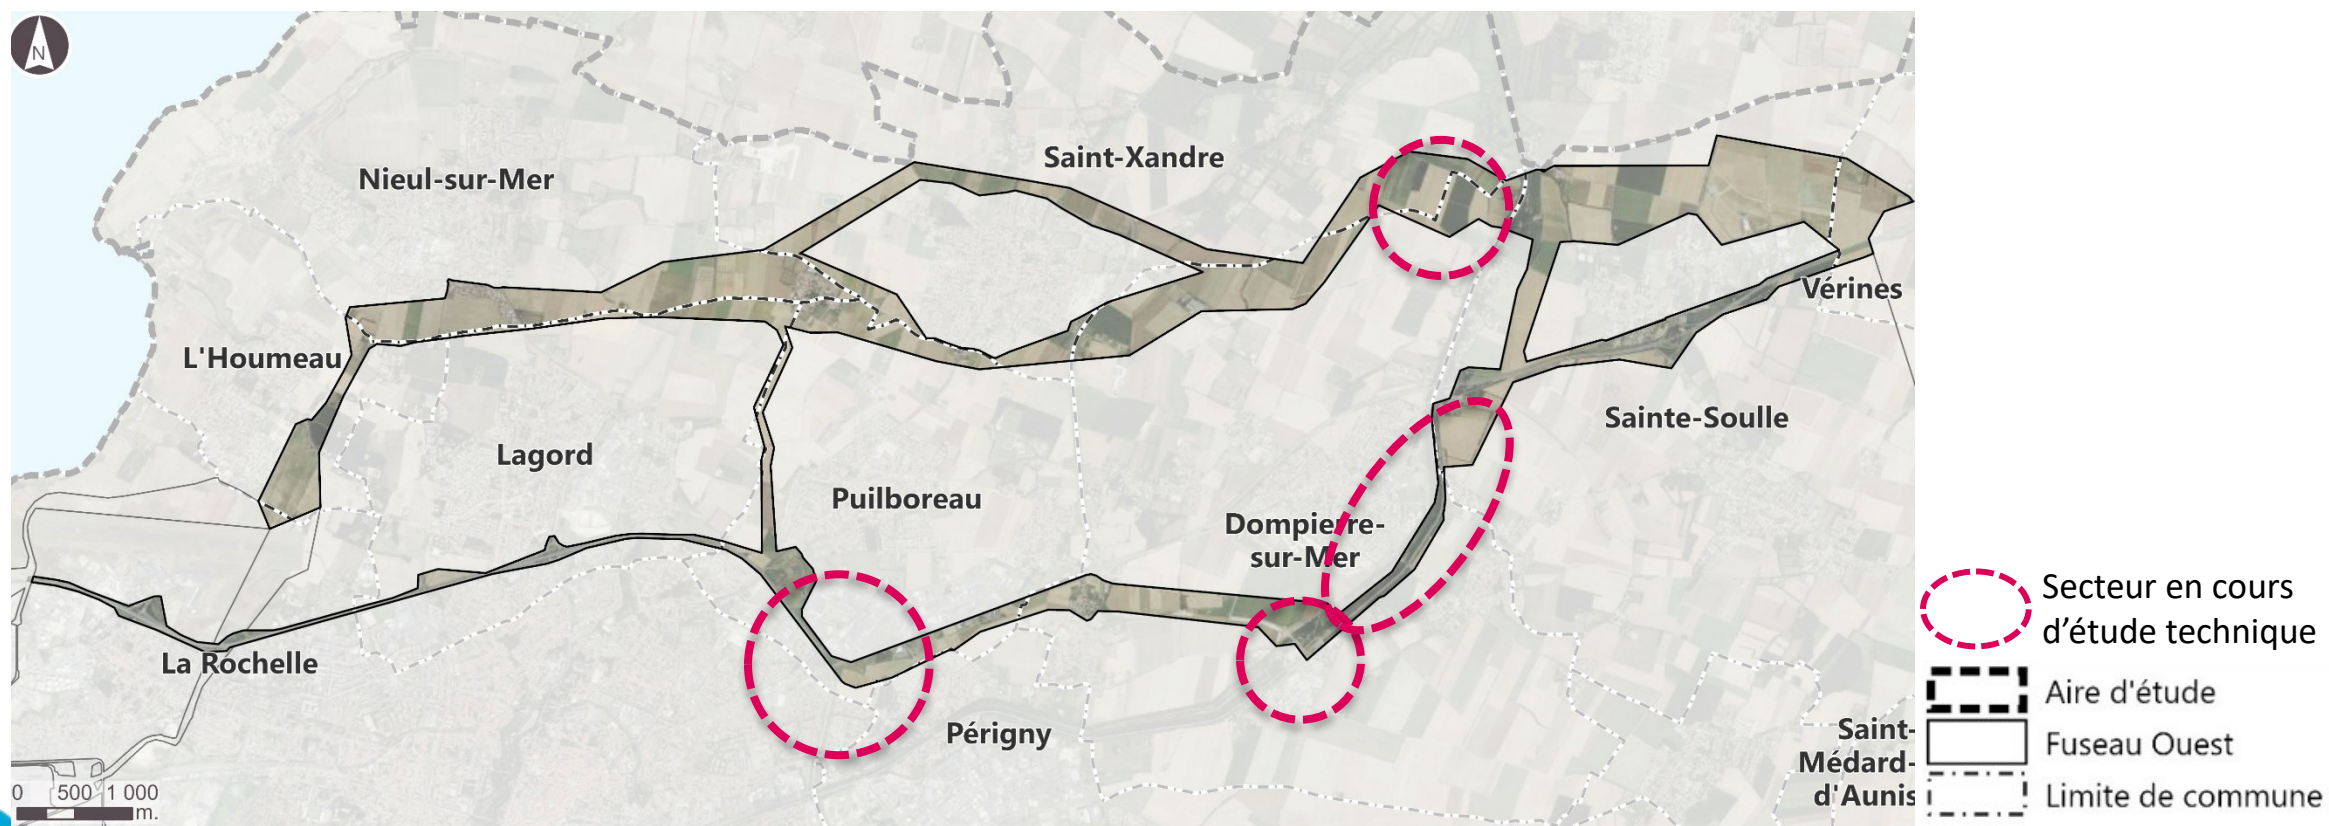 N
Saint-Xandre
Nieul-sur-Mer
Vérines
L'Houmeau
Sainte-Soulle
Lagord
Puilboreau
Dompierre-
sur-Mer
La Rochelle
Périgny
Saint-
Médard-
d'Aunis
0 500 1 000
m.
Secteur en cours
d’étude technique
Aire d'étude
Fuseau Ouest
Limite de commune